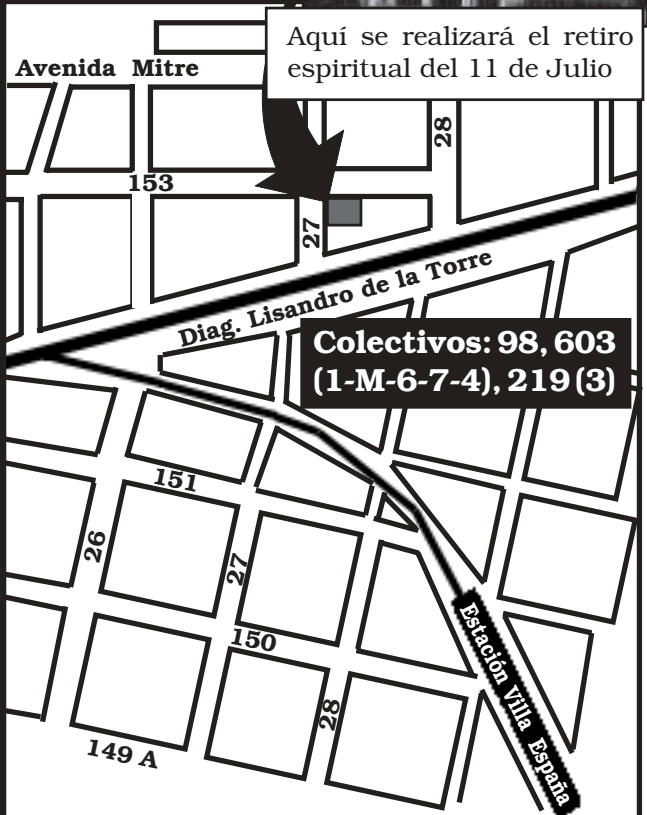 Aquí se realizará el retiro
espiritual del 11 de Julio
Avenida Mitre
28
153
27
Diag. Lisandro de la Torre
Colectivos: 98, 603
(1-M-6-7-4), 219 (3)
151
26
27
150
Estación Villa España
28
149 A